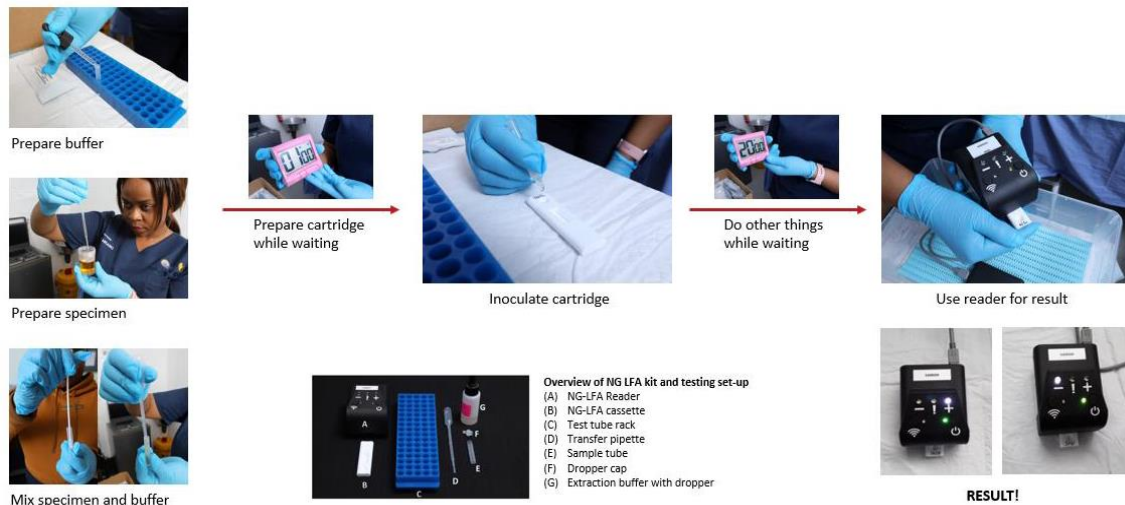 Prepare buffer
Prepare specimen
Mix specimen and buffer
Prepare cartridge
while waiting
Inoculate cartridge
20:00
Do other things
while waiting
Use reader for result
A
B
C
D
E
F
G
Overview of NG LFA kit and testing set-up
(A) NG-LFA Reader
(B) NG-LFA cassette
(C) Test tube rack
(D) Transfer pipette
(E) Sample tube
(F) Dropper cap
(G) Extraction buffer with dropper
RESULT!